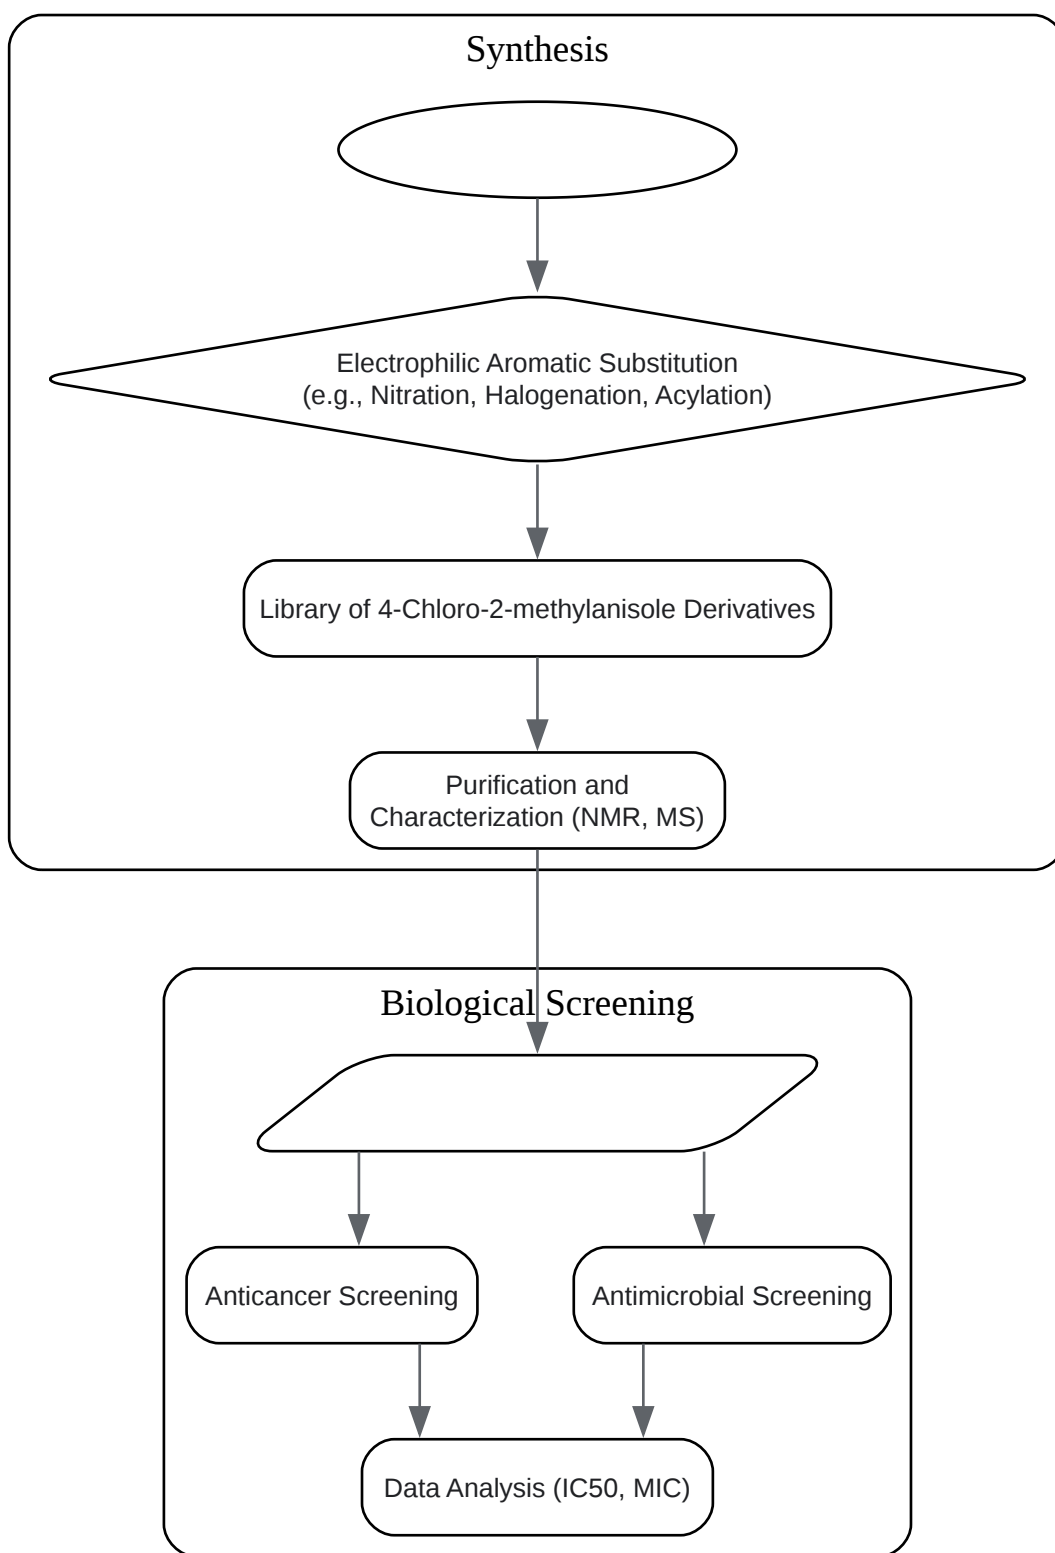 Synthesis
Electrophilic Aromatic Substitution
(e.g., Nitration, Halogenation, Acylation)
Library of 4-Chloro-2-methylanisole Derivatives
Purification and
Characterization (NMR, MS)
Biological Screening
Anticancer Screening
Antimicrobial Screening
Data Analysis (IC50, MIC)